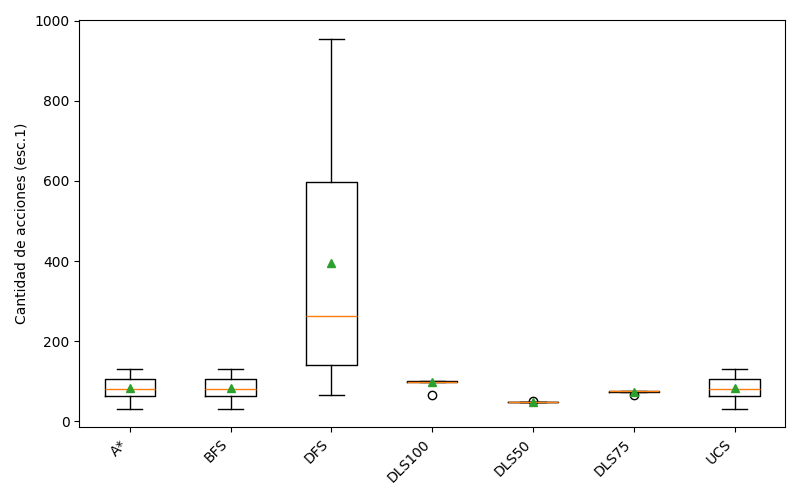 Cantidad de acciones (esc.1)
1000
800
600
400
200
0
A*
BFS
DFS
DLS100
DLS50
DLS75
UCS